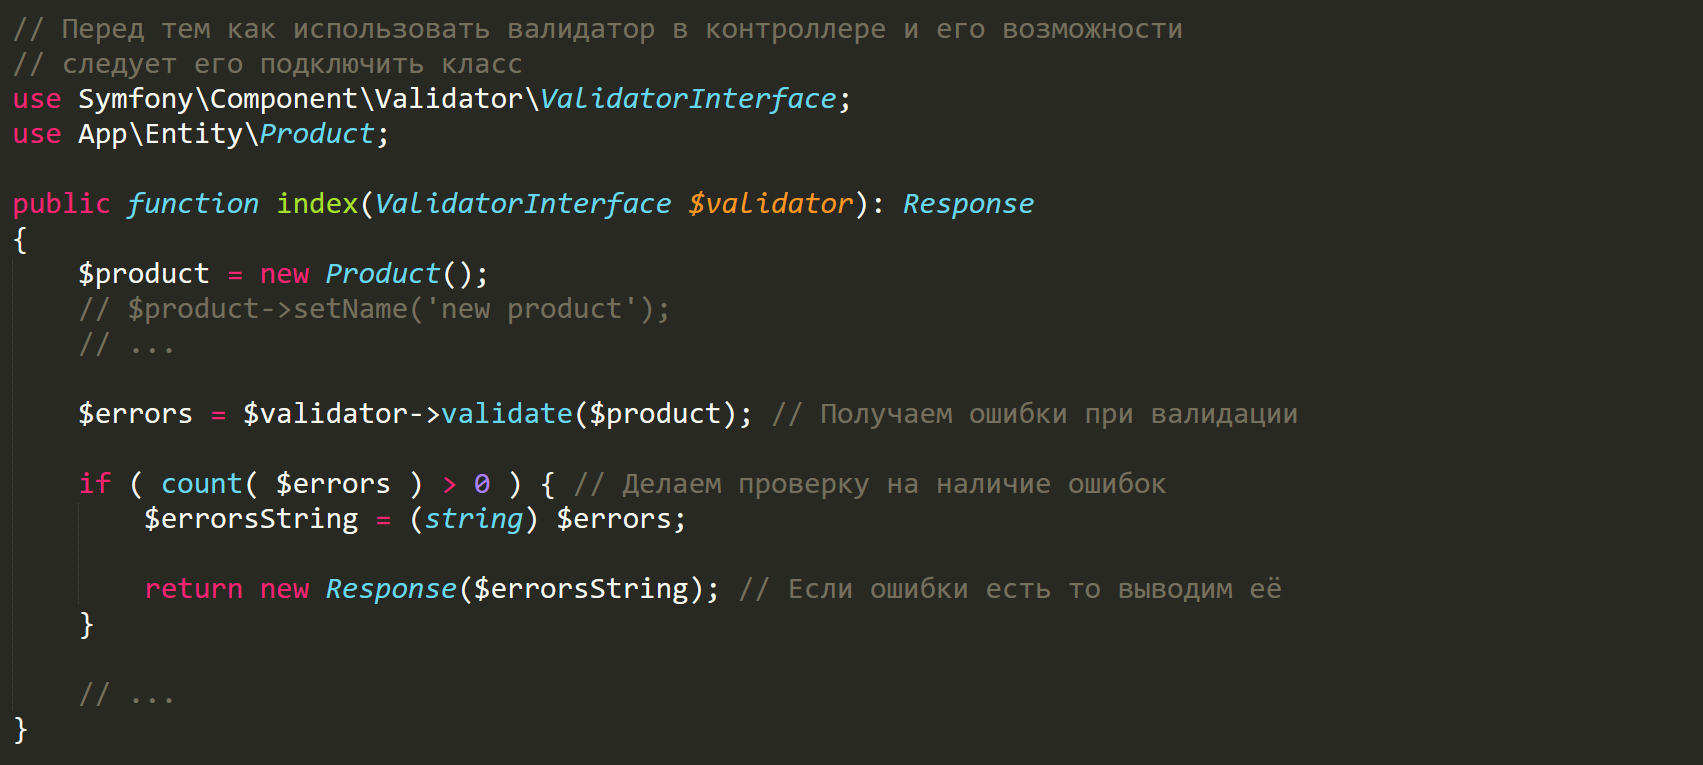 // Перед тем как использовать валидатор в контроллере и его возможности
// следует его подключить класс
use Symfony\Component\Validator\ValidatorInterface;
use App\Entity\Product;
public function index(ValidatorInterface $validator): Response
{
    $product = new Product();
    // $product->setName('new product');
    // ...
    $errors = $validator->validate($product); // Получаем ошибки при валидации
    if ( count( $errors ) > 0 ) { // Делаем проверку на наличие ошибок
        $errorsString = (string) $errors;
        return new Response($errorsString); // Если ошибки есть то выводим её
    }
    // ...
}